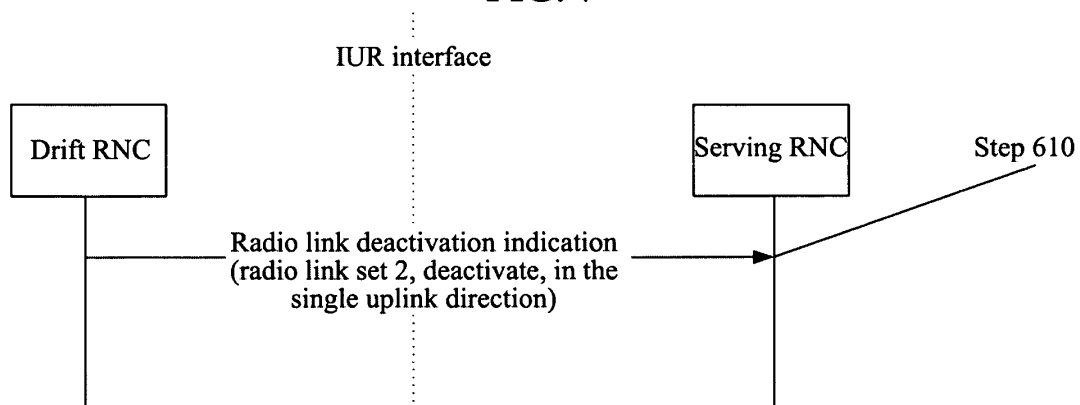 IUR interface
Drift RNC
Serving RNC
Step 610
Radio link deactivation indication
(radio link set 2, deactivate, in the
single uplink direction)